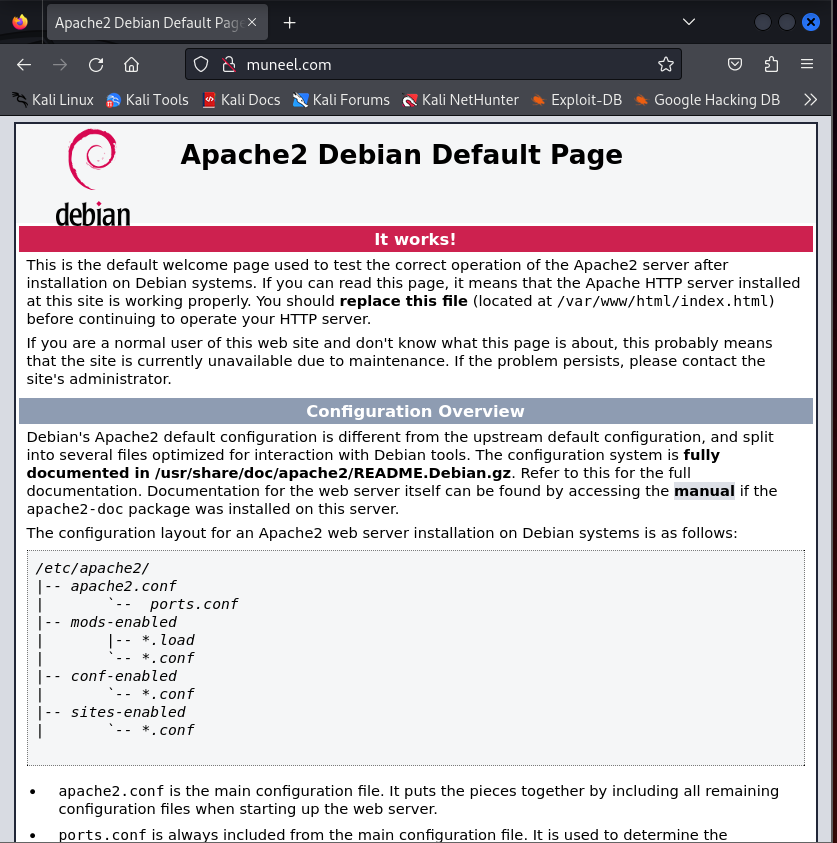 Apache2 Debian Default Page
muneel.com
Kali Linux Kali Tools Kali Docs Kali Forums Kali NetHunter Exploit-DB Google Hacking DB
debian
Apache2 Debian Default Page
It works!
This is the default welcome page used to test the correct operation of the Apache2 server after
installation on Debian systems. If you can read this page, it means that the Apache HTTP server installed
at this site is working properly. You should replace this file (located at /var/www/html/index.html)
before continuing to operate your HTTP server.
If you are a normal user of this web site and don't know what this page is about, this probably means
that the site is currently unavailable due to maintenance. If the problem persists, please contact the
site's administrator.
Configuration Overview
Debian's Apache2 default configuration is different from the upstream default configuration, and split
into several files optimized for interaction with Debian tools. The configuration system is fully
documented in /usr/share/doc/apache2/README.Debian.gz. Refer to this for the full
documentation. Documentation for the web server itself can be found by accessing the manual if the
apache2-doc package was installed on this server.
The configuration layout for an Apache2 web server installation on Debian systems is as follows:
/etc/apache2/
|-- apache2.conf
|       `--  ports.conf
|-- mods-enabled
|       |-- *.load
|       `-- *.conf
|-- conf-enabled
|       `-- *.conf
|-- sites-enabled
|       `-- *.conf
• apache2.conf is the main configuration file. It puts the pieces together by including all remaining
configuration files when starting up the web server.
• ports.conf is always included from the main configuration file. It is used to determine the